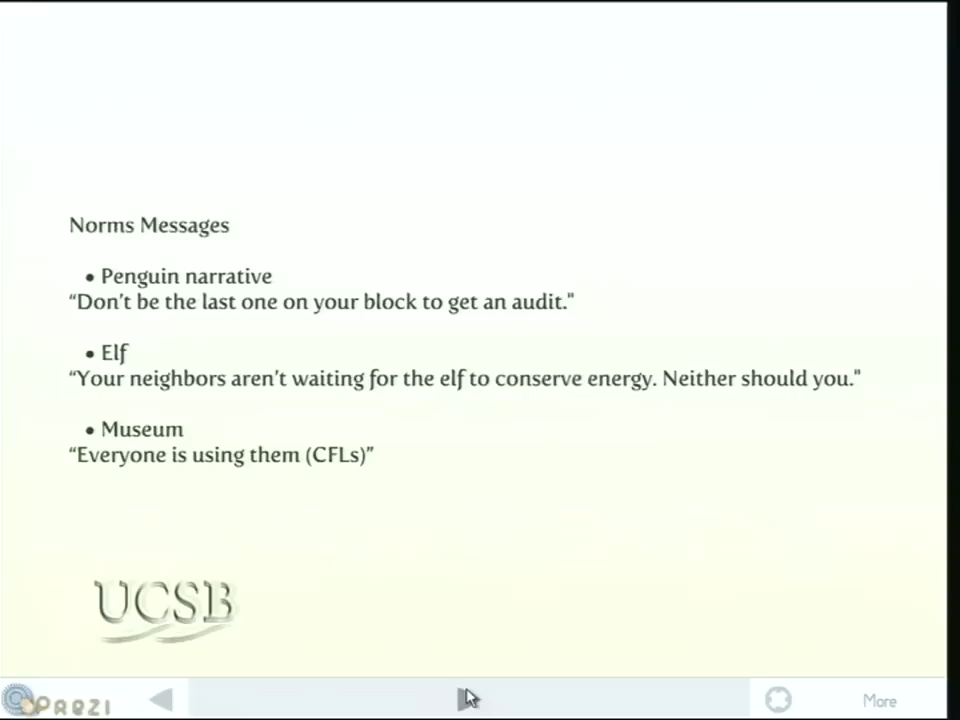 Norms Messages
• Penguin narrative
“Don't be the last one on your block to get an audit."
• Elf
“Your neighbors aren't waiting for the elf to conserve energy. Neither should you."
• Museum
“Everyone is using them (CFLs)”
UCSB
PREZI
More